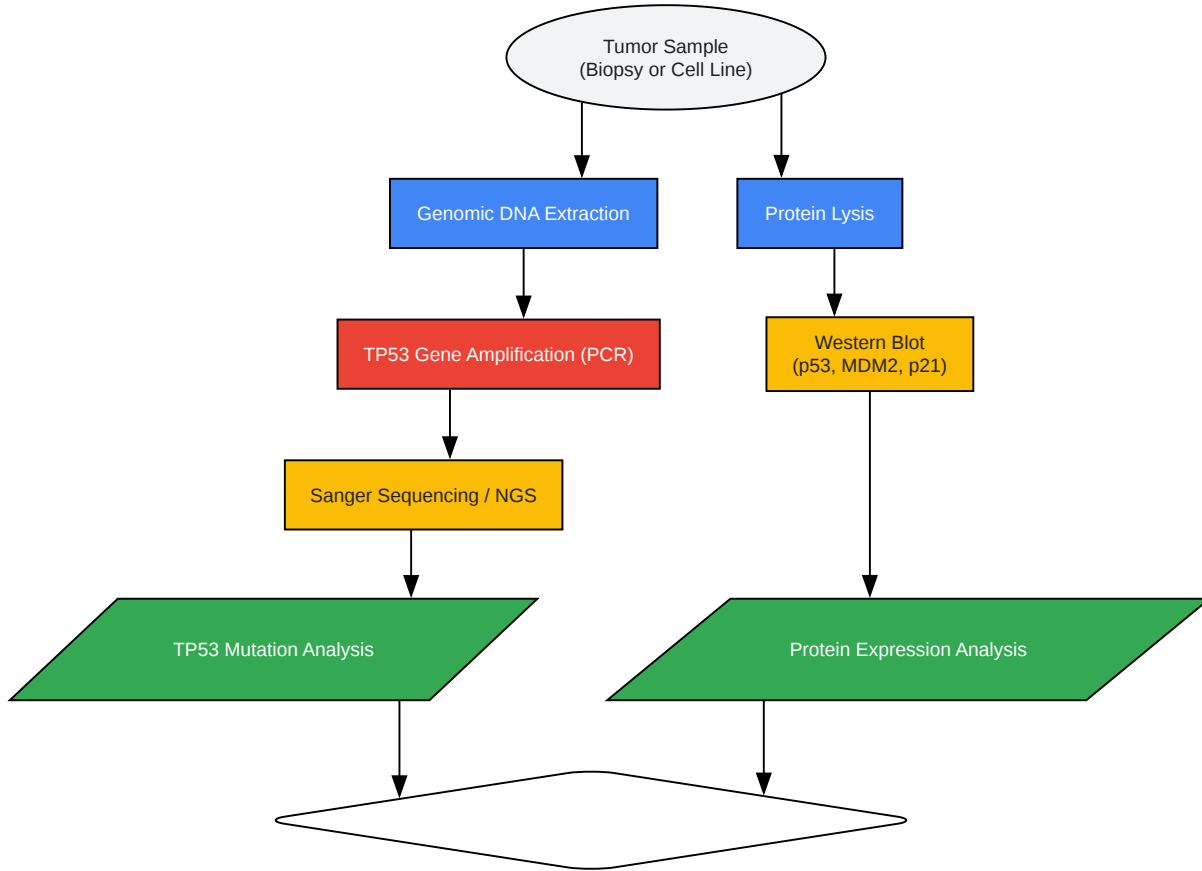 Tumor Sample
(Biopsy or Cell Line)
Genomic DNA Extraction
Protein Lysis
TP53 Gene Amplification (PCR)
Western Blot
(p53, MDM2, p21)
Sanger Sequencing / NGS
TP53 Mutation Analysis
Protein Expression Analysis